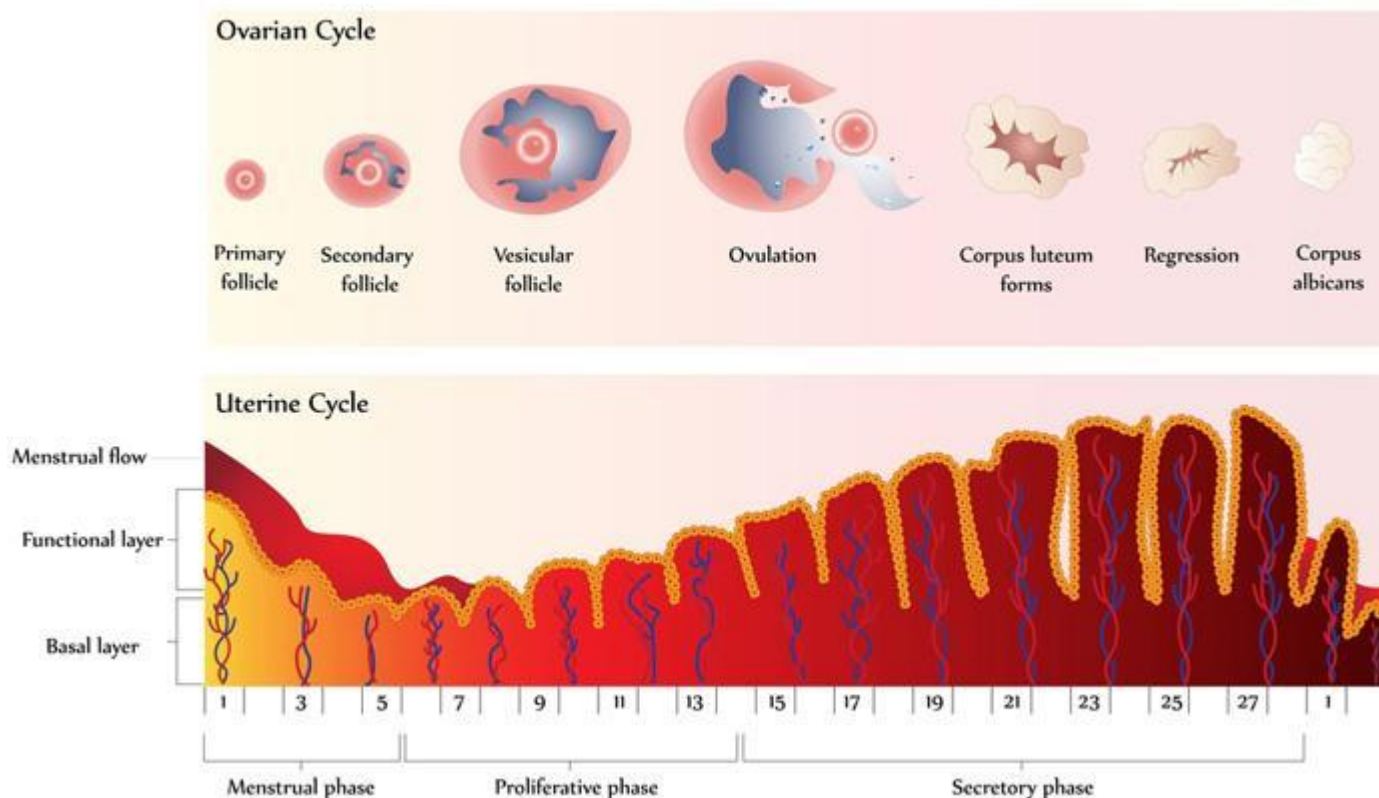 Ovarian Cycle
Primary
follicle
Secondary
follicle
Vesicular
follicle
Ovulation
Corpus luteum
forms
Regression
Corpus
albicans
Uterine Cycle
Menstrual flow
Functional layer
Basal layer
1 3 5 7 9 11 13 15 17 19 21 23 25 27 1
Menstrual phase Proliferative phase Secretory phase